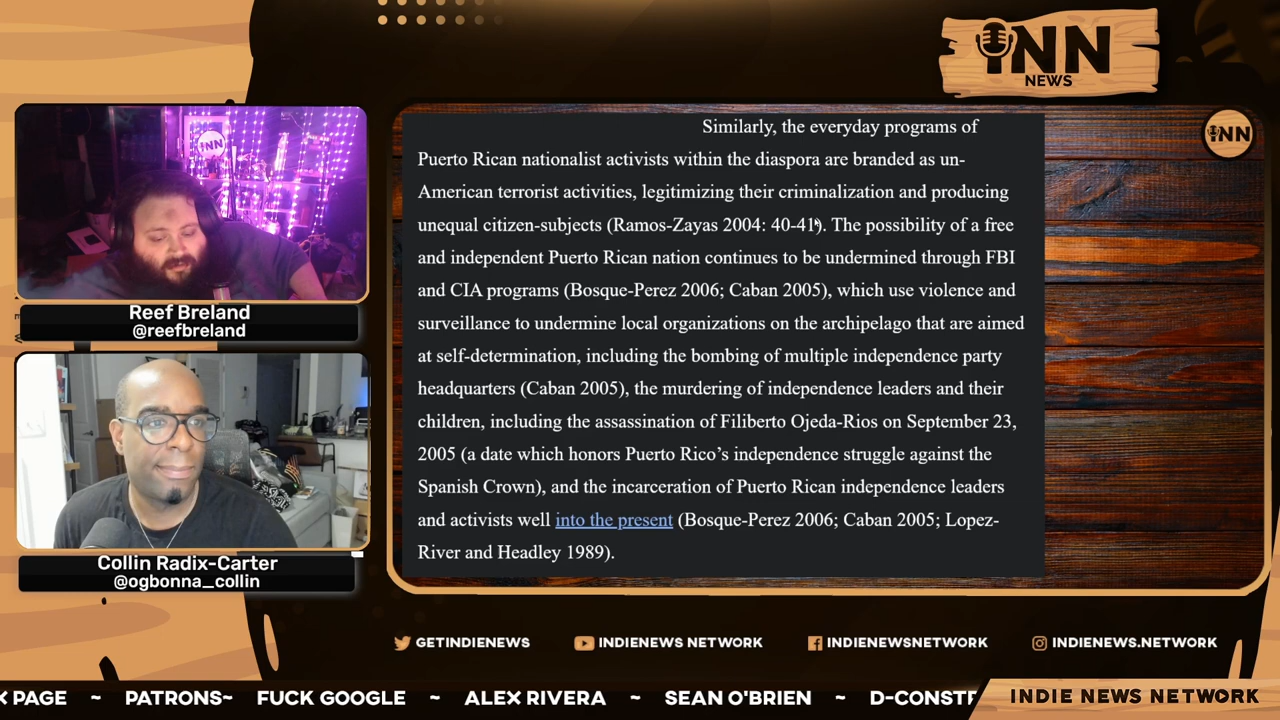 INN
NEWS
INN
Similarly, the everyday programs of
Puerto Rican nationalist activists within the diaspora are branded as un-
American terrorist activities, legitimizing their criminalization and producing
unequal citizen-subjects (Ramos-Zayas 2004: 40-41). The possibility of a free
and independent Puerto Rican nation continues to be undermined through FBI
and CIA programs (Bosque-Perez 2006; Caban 2005), which use violence and
surveillance to undermine local organizations on the archipelago that are aimed
at self-determination, including the bombing of multiple independence party
headquarters (Caban 2005), the murdering of independence leaders and their
children, including the assassination of Filiberto Ojeda-Rios on September 23,
2005 (a date which honors Puerto Rico's independence struggle against the
Spanish Crown), and the incarceration of Puerto Rican independence leaders
and activists well into the present (Bosque-Perez 2006; Caban 2005; Lopez-
River and Headley 1989).
INN
Reef Breland
@reefbreland
Collin Radix-Carter
@ogbonna_collin
GETINDIENEWS
INDIENEWS NETWORK
INDIENEWSNETWORK
INDIENEWS.NETWORK
X PAGE ~ PATRONS~ FUCK GOOGLE ~ ALEX RIVERA ~ SEAN O'BRIEN ~ D-CONST
INDIE NEWS NETWORK